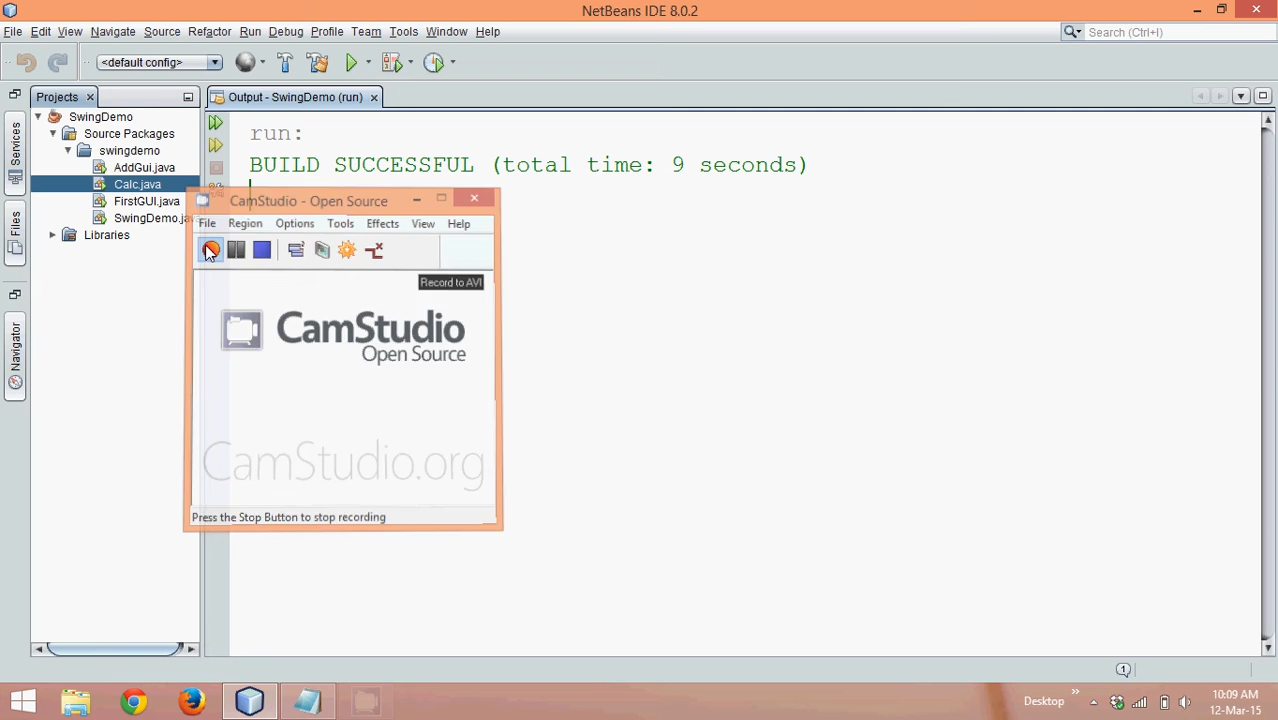 NetBeans IDE 8.0.2
File Edit View Navigate Source Refactor Run Debug Profile Team Tools Window Help
Search (Ctrl+I)
<default config>
Projects
Output - SwingDemo (run)
SwingDemo
Source Packages
swingdemo
AddGui.java
Calc.java
FirstGUI.java
SwingDemo.java
Libraries
Services
Files
Navigator
run:
BUILD SUCCESSFUL (total time: 9 seconds)
CamStudio - Open Source
File Region Options Tools Effects View Help
Record to AVI
CamStudio
Open Source
CamStudio.org
Press the Stop Button to stop recording
1
Desktop
10:09 AM
12-Mar-15